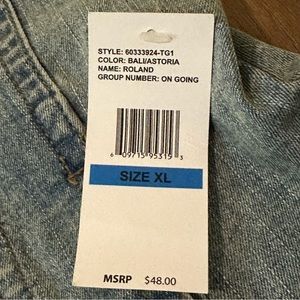 STYLE: 60333924-TG1
COLOR: BALI/ASTORIA
NAME: ROLAND
GROUP NUMBER: ON GOING
6 09715 95315 3
SIZE XL
MSRP $48.00